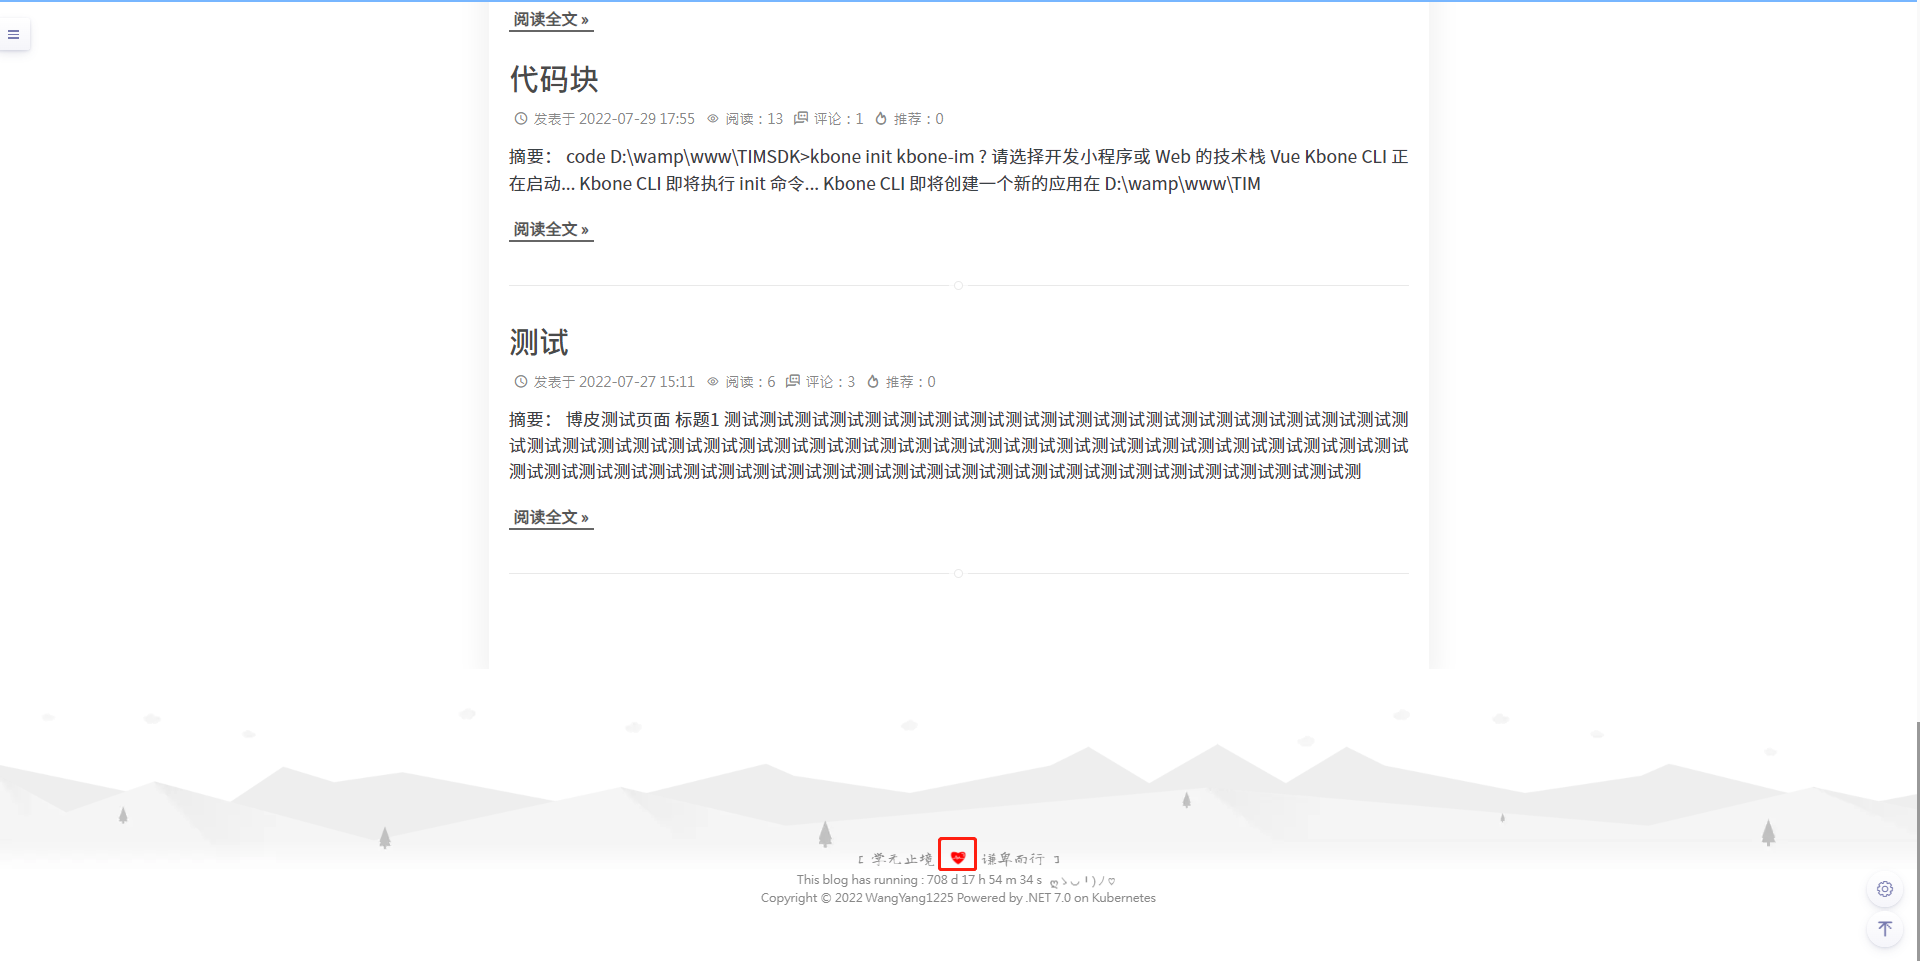 阅读全文 »
代码块
发表于 2022-07-29 17:55 阅读：13 评论：1 推荐：0
摘要： code D:\wamp\www\TIMSDK>kbone init kbone-im ? 请选择开发小程序或 Web 的技术栈 Vue Kbone CLI 正
在启动... Kbone CLI 即将执行 init 命令... Kbone CLI 即将创建一个新的应用在 D:\wamp\www\TIM
阅读全文 »
测试
发表于 2022-07-27 15:11 阅读：6 评论：3 推荐：0
摘要： 博皮测试页面 标题1 测试测试测试测试测试测试测试测试测试测试测试测试测试测试测试测试测试测试测试测
试测试测试测试测试测试测试测试测试测试测试测试测试测试测试测试测试测试测试测试测试测试测试测试测试测试
测试测试测试测试测试测试测试测试测试测试测试测试测试测试测试测试测试测试测试测试测试测试测试测试测
阅读全文 »
[ 学无止境 谦卑而行 ]
This blog has running : 708 d 17 h 54 m 34 s ღゝ◡╹)ノ♡
Copyright © 2022 WangYang1225 Powered by .NET 7.0 on Kubernetes